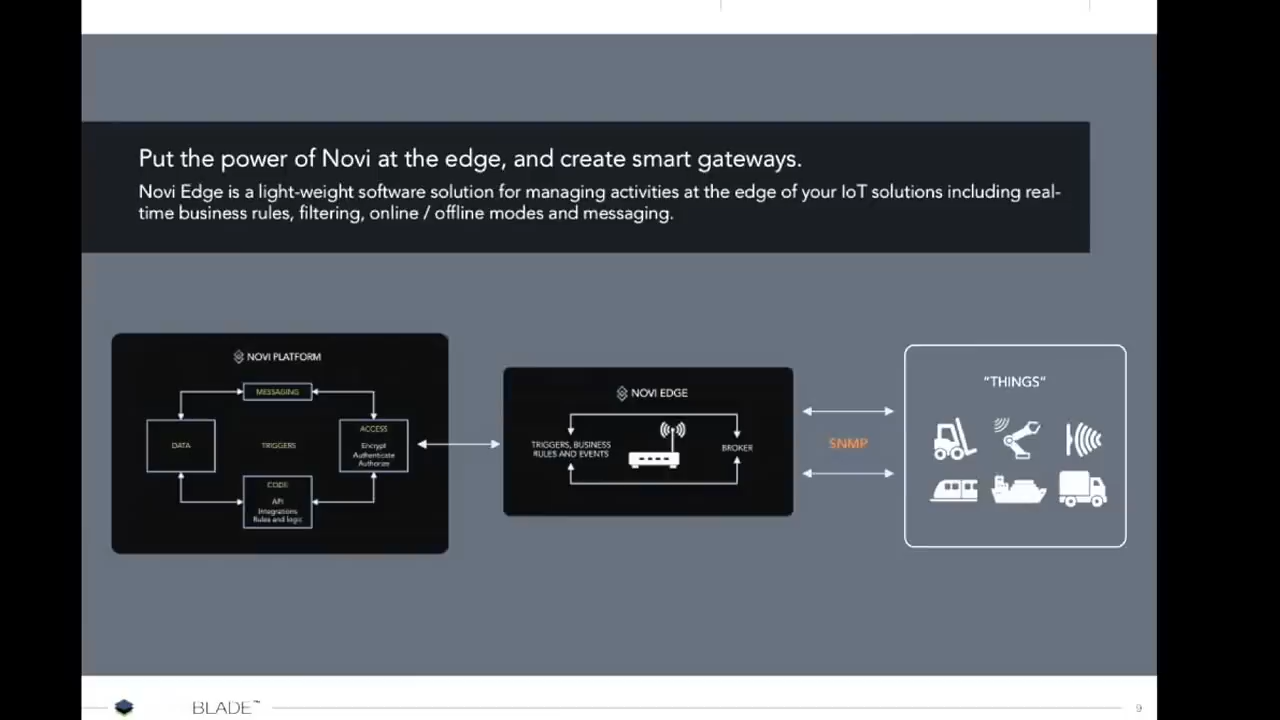 Put the power of Novi at the edge, and create smart gateways.
Novi Edge is a light-weight software solution for managing activities at the edge of your IoT solutions including real-
time business rules, filtering, online / offline modes and messaging.
NOVI PLATFORM
MESSAGING
DATA
TRIGGERS
ACCESS
Encrypt
Authenticate
Authorize
CODE
API
Integrations
Rules and logic
NOVI EDGE
TRIGGERS, BUSINESS
RULES AND EVENTS
BROKER
SNMP
"THINGS"
BLADE™
9